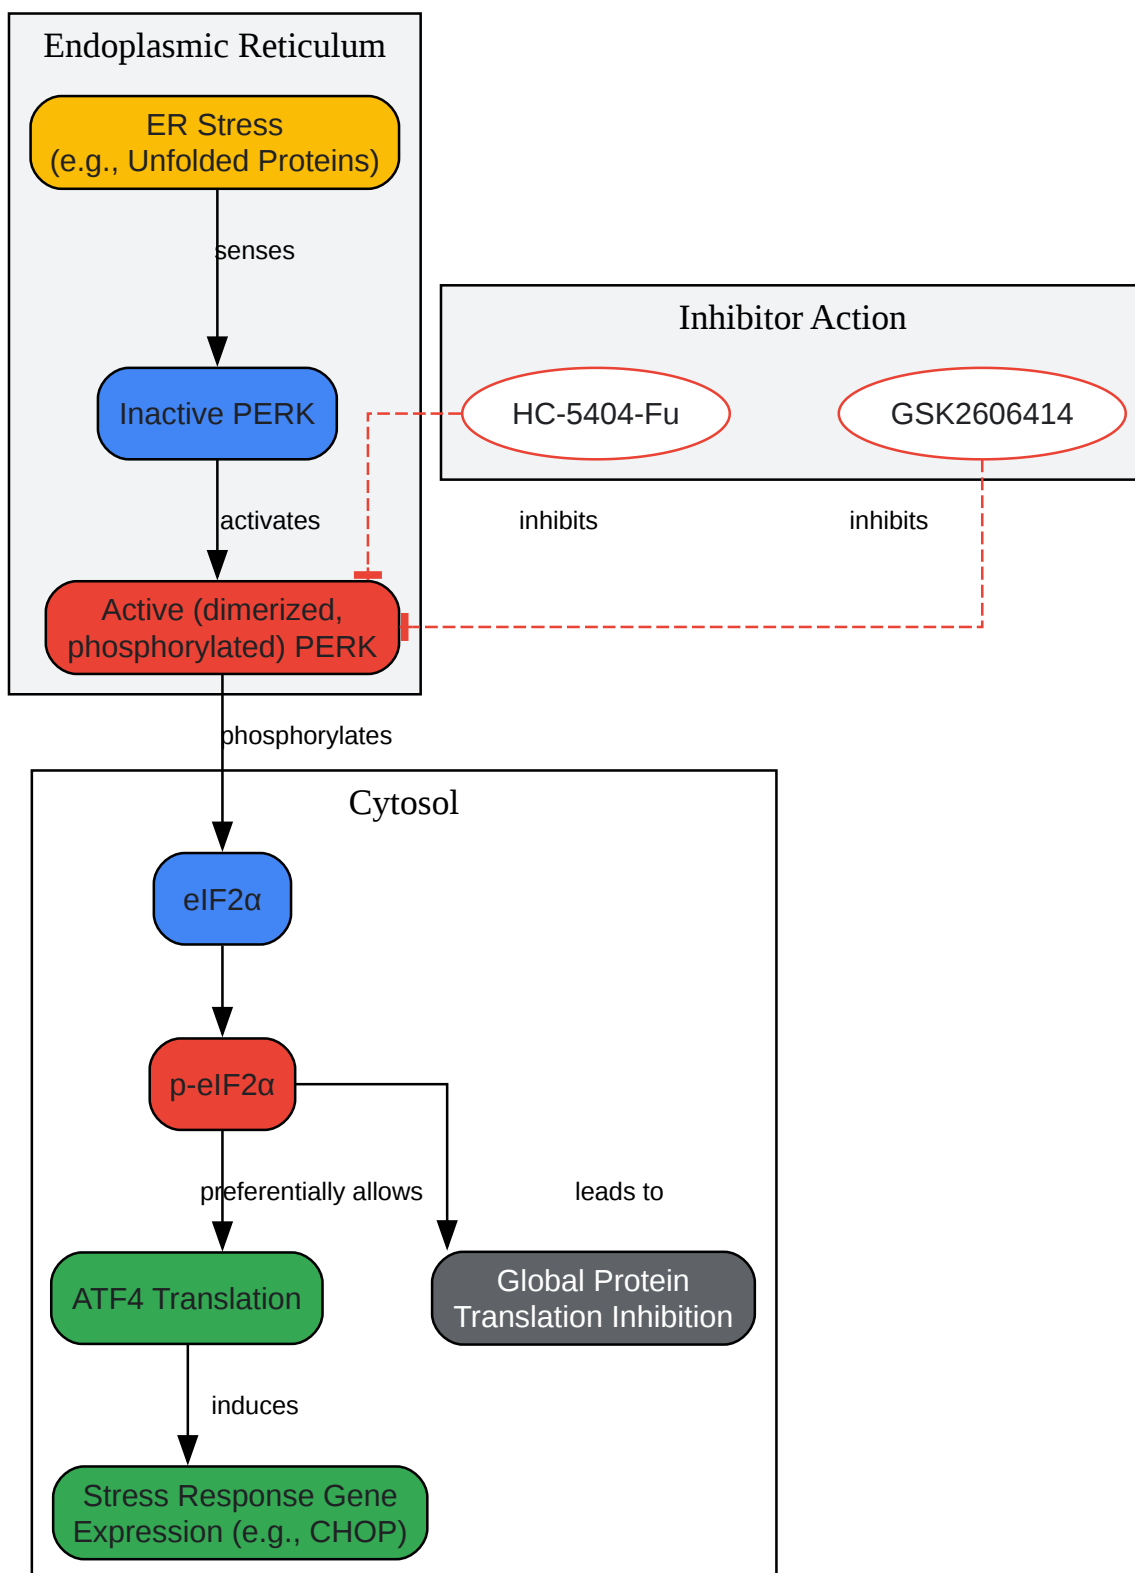 Endoplasmic Reticulum
ER Stress
(e.g., Unfolded Proteins)
senses
Inhibitor Action
Inactive PERK
HC-5404-Fu
GSK2606414
activates
inhibits
inhibits
Active (dimerized,
phosphorylated) PERK
phosphorylates
Cytosol
eIF2α
p-eIF2α
preferentially allows
leads to
ATF4 Translation
Global Protein
Translation Inhibition
induces
Stress Response Gene
Expression (e.g., CHOP)